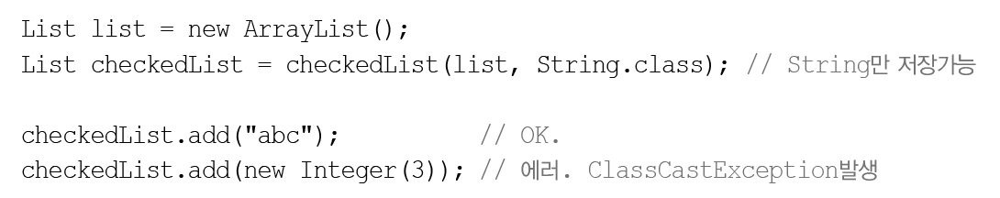 List list = new ArrayList();
List checkedList = checkedList(list, String.class); // String만 저장가능
checkedList.add("abc"); // OK.
checkedList.add(new Integer(3)); // 에러. ClassCastException발생